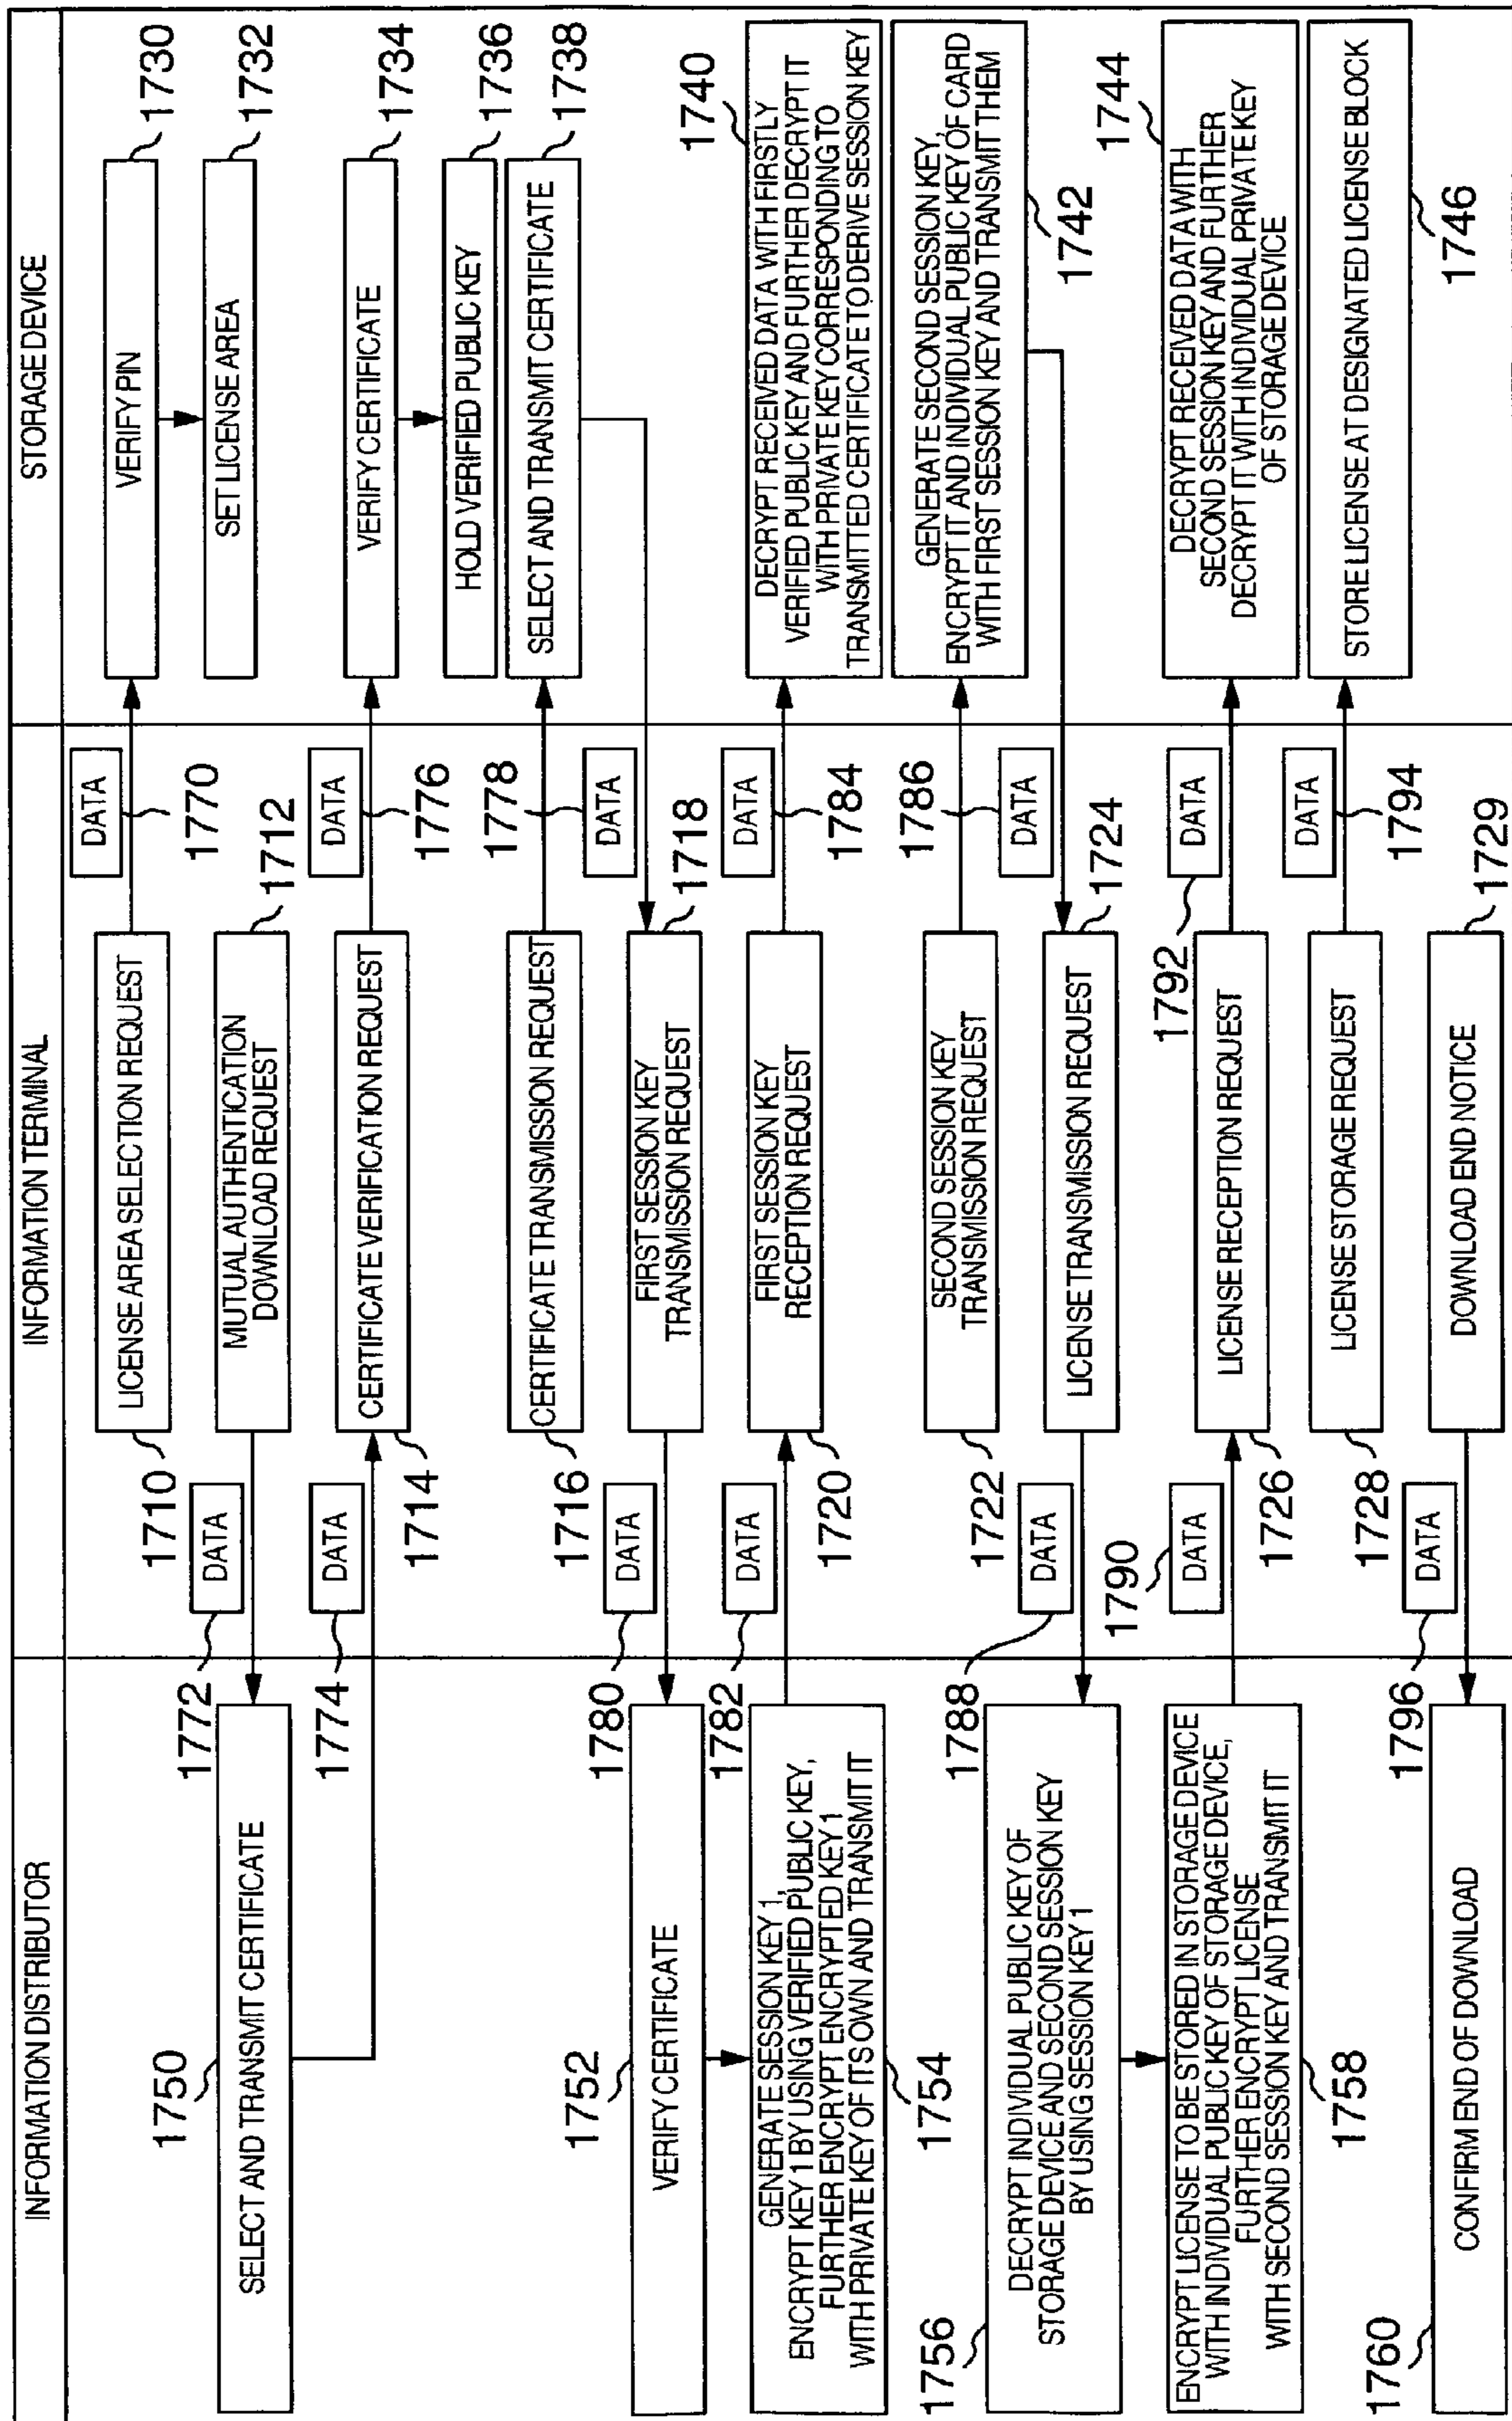 INFORMATION DISTRIBUTOR
INFORMATION TERMINAL
STORAGE DEVICE
LICENSE AREA SELECTION REQUEST
1710
DATA
1770
VERIFY PIN
1730
SET LICENSE AREA
1732
MUTUAL AUTHENTICATION
DOWNLOAD REQUEST
1712
DATA
1772
SELECT AND TRANSMIT CERTIFICATE
1750
DATA
1774
CERTIFICATE VERIFICATION REQUEST
1714
DATA
1776
VERIFY CERTIFICATE
1734
HOLD VERIFIED PUBLIC KEY
1736
CERTIFICATE TRANSMISSION REQUEST
1716
SELECT AND TRANSMIT CERTIFICATE
1738
DATA
1778
FIRST SESSION KEY
TRANSMISSION REQUEST
1718
DATA
1780
VERIFY CERTIFICATE
1752
GENERATE SESSION KEY 1,
ENCRYPT KEY 1 BY USING VERIFIED PUBLIC KEY,
FURTHER ENCRYPT ENCRYPTED KEY 1
WITH PRIVATE KEY OF ITS OWN AND TRANSMIT IT
1754
DATA
1782
FIRST SESSION KEY
RECEPTION REQUEST
1720
DATA
1784
DECRYPT RECEIVED DATA WITH FIRSTLY
VERIFIED PUBLIC KEY AND FURTHER DECRYPT IT
WITH PRIVATE KEY CORRESPONDING TO
TRANSMITTED CERTIFICATE TO DERIVE SESSION KEY
1740
SECOND SESSION KEY
TRANSMISSION REQUEST
1722
GENERATE SECOND SESSION KEY,
ENCRYPT IT AND INDIVIDUAL PUBLIC KEY OF CARD
WITH FIRST SESSION KEY AND TRANSMIT THEM
1742
DATA
1786
LICENSE TRANSMISSION REQUEST
1724
DATA
1788
DECRYPT INDIVIDUAL PUBLIC KEY OF
STORAGE DEVICE AND SECOND SESSION KEY
BY USING SESSION KEY 1
1756
ENCRYPT LICENSE TO BE STORED IN STORAGE DEVICE
WITH INDIVIDUAL PUBLIC KEY OF STORAGE DEVICE,
FURTHER ENCRYPT LICENSE
WITH SECOND SESSION KEY AND TRANSMIT IT
1758
DATA
1790
LICENSE RECEPTION REQUEST
1726
DATA
1792
DECRYPT RECEIVED DATA WITH
SECOND SESSION KEY AND FURTHER
DECRYPT IT WITH INDIVIDUAL PRIVATE KEY
OF STORAGE DEVICE
1744
LICENSE STORAGE REQUEST
1728
DATA
1794
STORE LICENSE AT DESIGNATED LICENSE BLOCK
1746
DOWNLOAD END NOTICE
1729
DATA
1796
CONFIRM END OF DOWNLOAD
1760